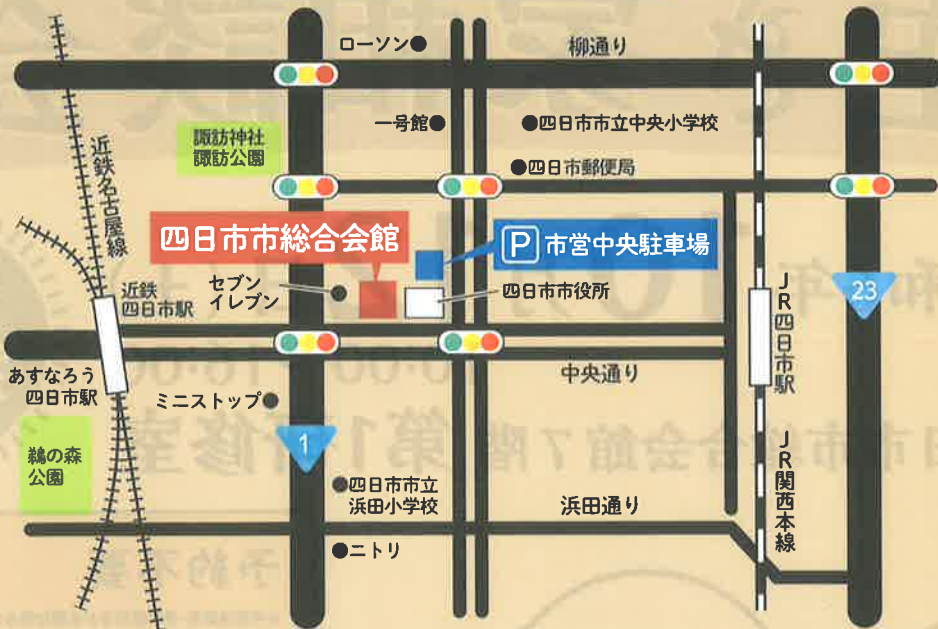 ローソン
柳通り
一号館
四日市市立中央小学校
諏訪神社
諏訪公園
四日市郵便局
近鉄名古屋線
四日市市総合会館
P 市営中央駐車場
セブン
イレブン
四日市市役所
近鉄
四日市駅
JR四日市駅
23
あすなろう
四日市駅
中央通り
ミニストップ
1
鵜の森
公園
四日市市立
浜田小学校
浜田通り
JR関西本線
ニトリ